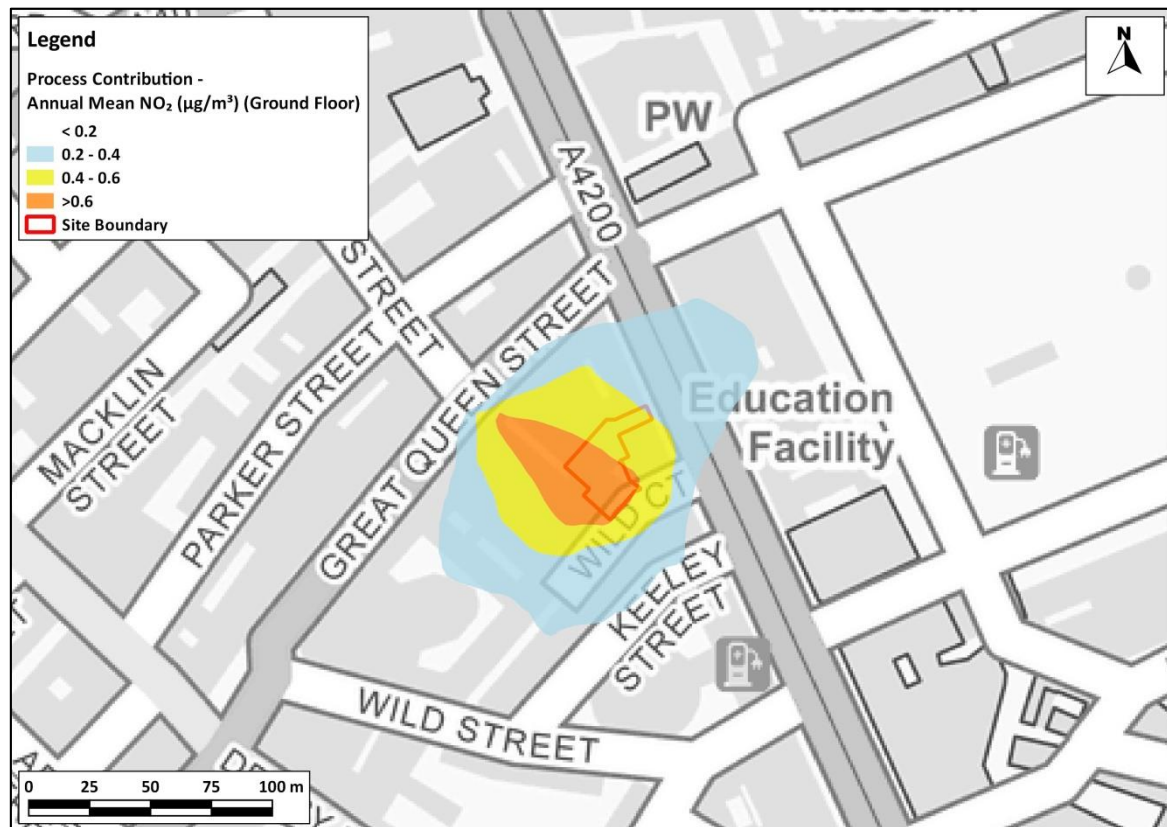 Legend
Process Contribution -
Annual Mean NO₂ (µg/m³) (Ground Floor)
< 0.2
0.2 - 0.4
0.4 - 0.6
>0.6
Site Boundary
N
PW
A4200
STREET
MACKLIN
STREET
PARKER STREET
GREAT QUEEN STREET
Education
Facility
WILD CT
KEELEY
STREET
WILD STREET
0 25 50 75 100 m